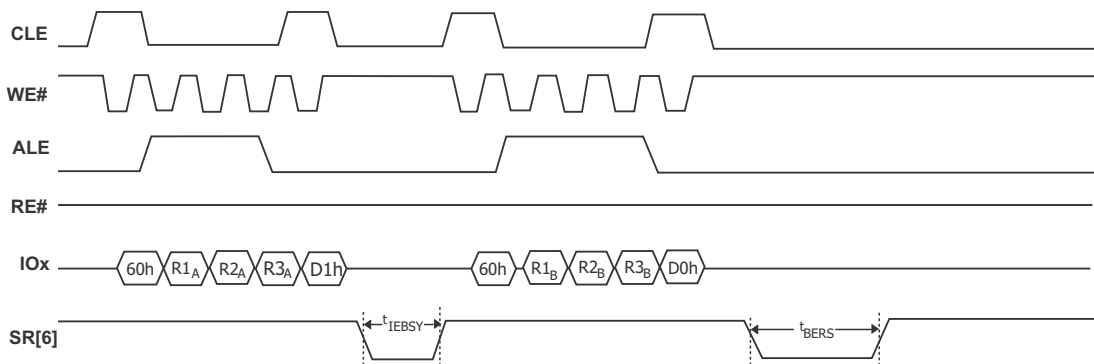 CLE
WE#
ALE
RE#
IOx 60h R1A R2A R3A D1h 60h R1B R2B R3B D0h
SR[6] tIEBSY tBERS